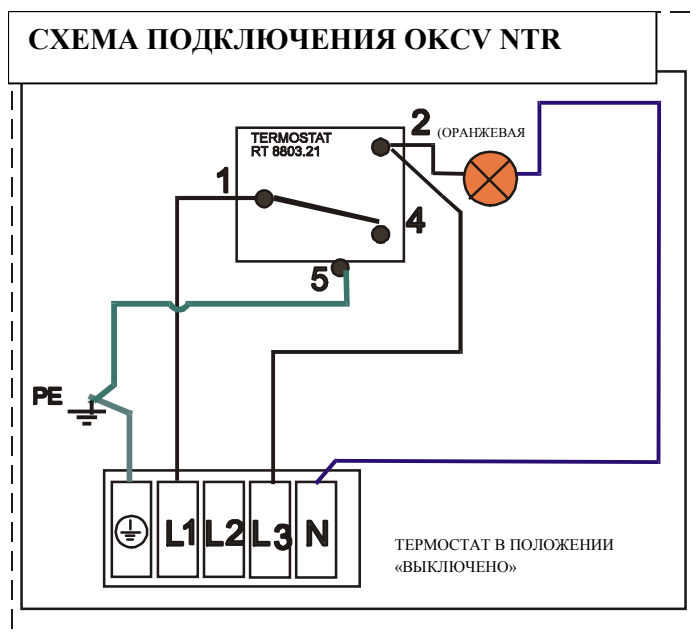 СХЕМА ПОДКЛЮЧЕНИЯ OKCV NTR
TERMOSTAT
RT 8803.21
2 (ОРАНЖЕВАЯ
1
4
5
PE
L1 L2 L3 N
ТЕРМОСТАТ В ПОЛОЖЕНИИ
«ВЫКЛЮЧЕНО»